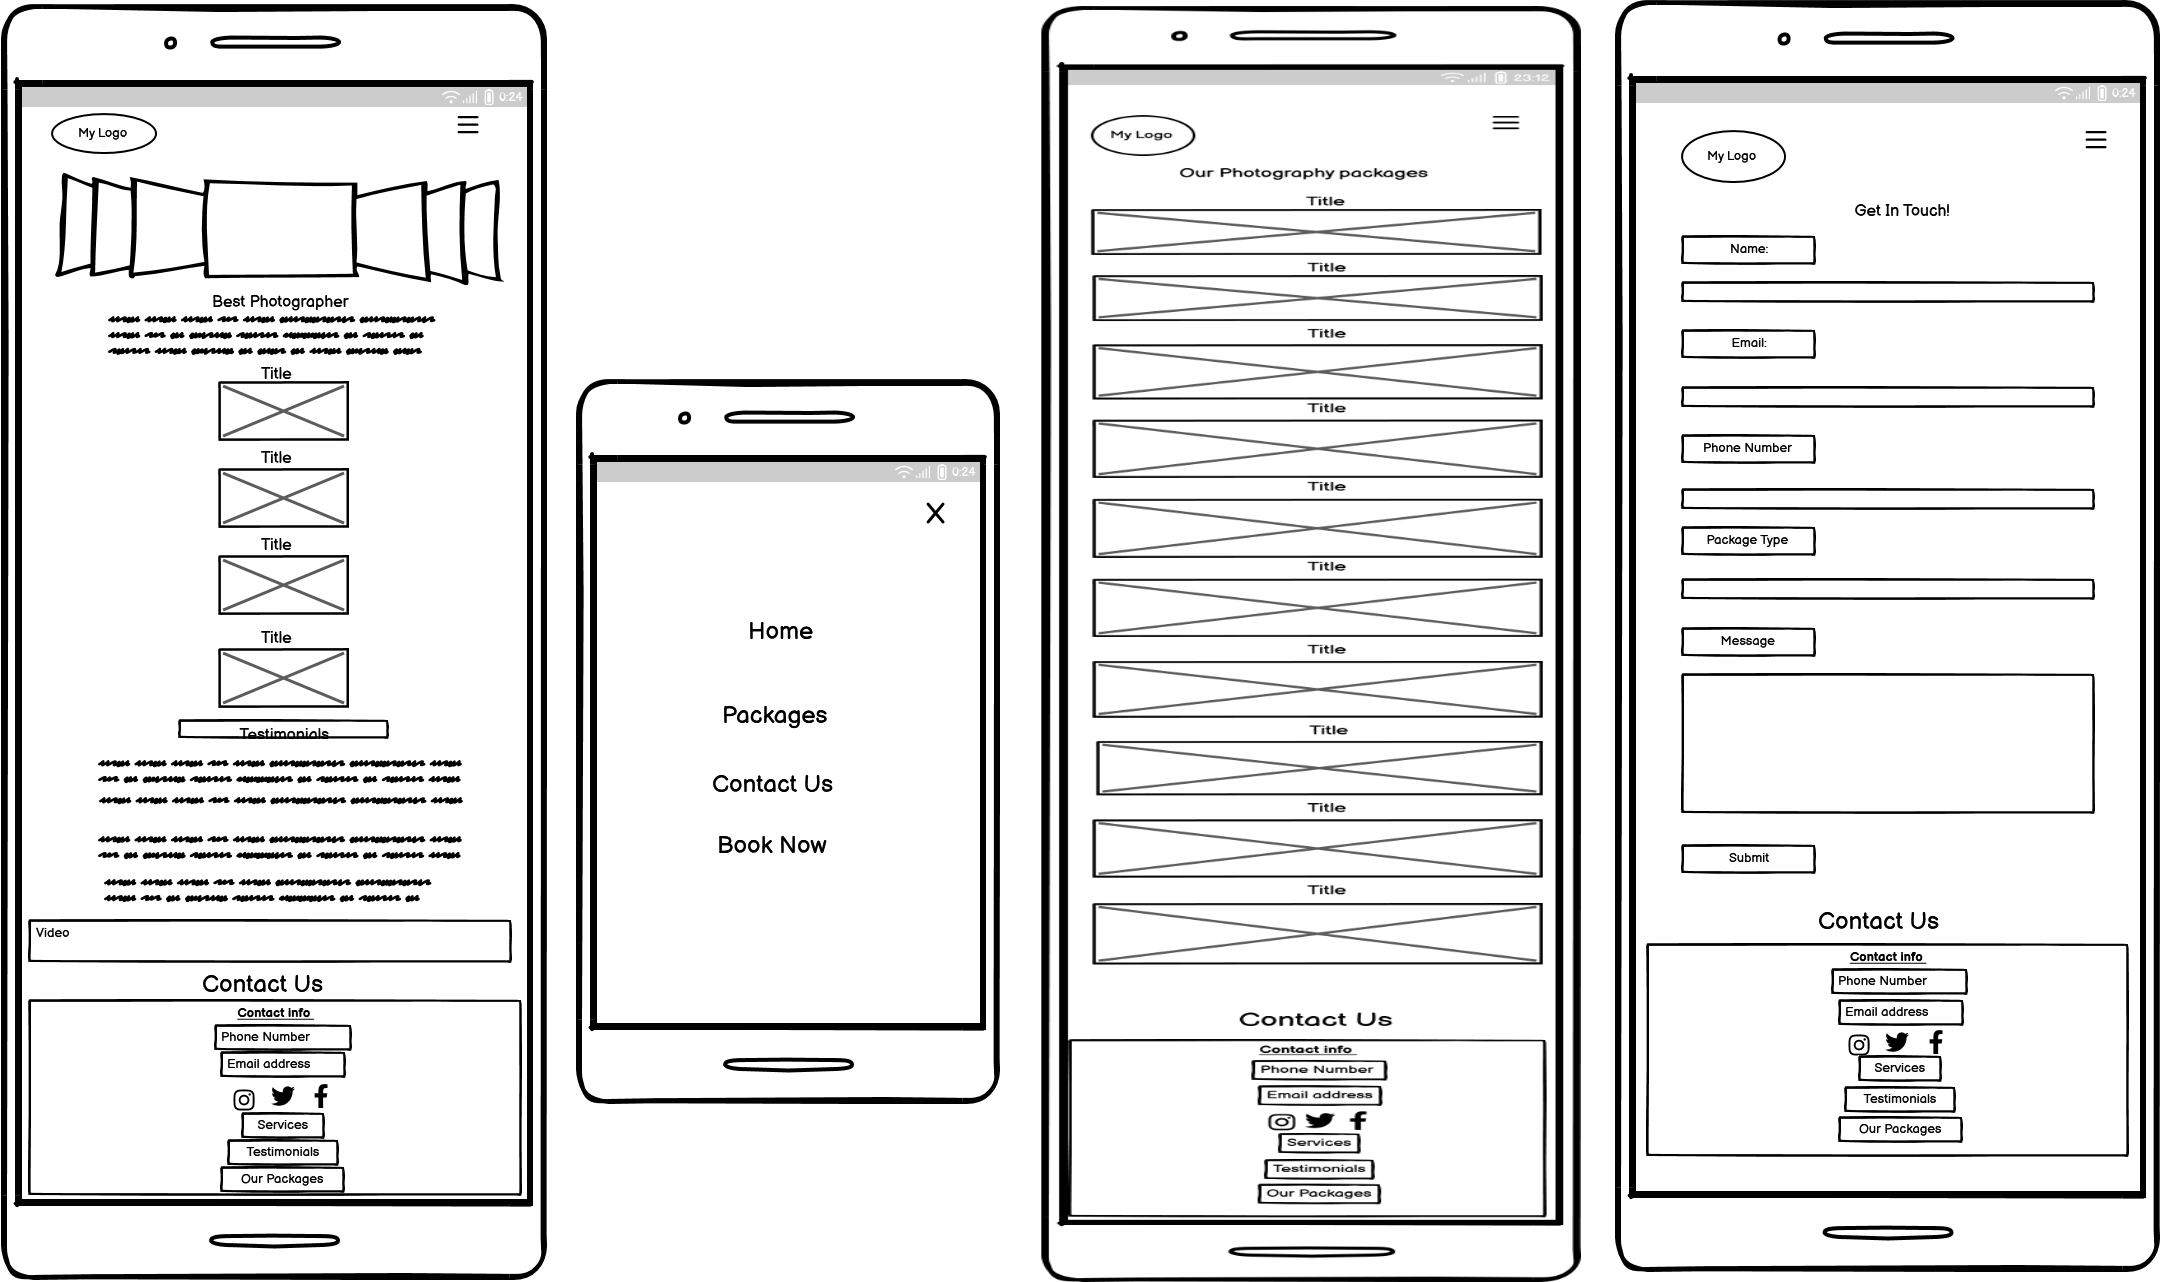 0:24
My Logo
Best Photographer
Title
Title
Title
Title
Testimonials
Video
Contact Us
Contact info
Phone Number
Email address
Services
Testimonials
Our Packages
0:24
X
Home
Packages
Contact Us
Book Now
23:12
My Logo
Our Photography packages
Title
Title
Title
Title
Title
Title
Title
Title
Title
Title
Contact Us
Contact info
Phone Number
Email address
Services
Testimonials
Our Packages
0:24
My Logo
Get In Touch!
Name:
Email:
Phone Number
Package Type
Message
Submit
Contact Us
Contact info
Phone Number
Email address
Services
Testimonials
Our Packages